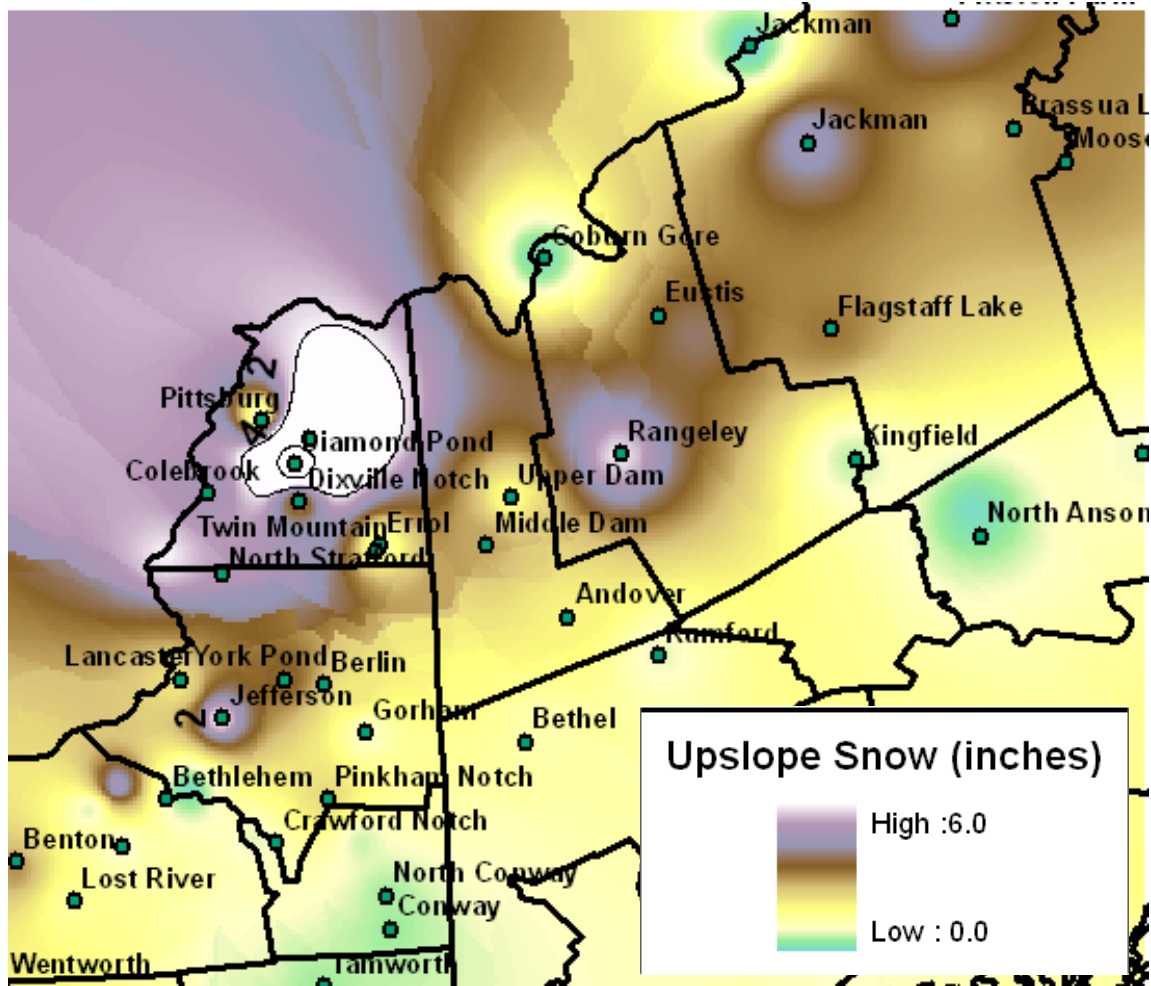 Jackman
Jackman
Brassua L
Moose
Coburn Gore
Eustis
Flagstaff Lake
2
Pittsburg
4
Diamond Pond
Rangeley
Kingfield
Colebrook
Dixville Notch
Upper Dam
North Anson
Twin Mountain
Errol
Middle Dam
North Stratford
Andover
Rumford
Lancaster
York Pond
Berlin
Jefferson
2
Gorham
Bethel
Bethlehem
Pinkham Notch
Crawford Notch
Benton
Lost River
North Conway
Conway
Wentworth
Tamworth
Upslope Snow (inches)
High :6.0
Low : 0.0